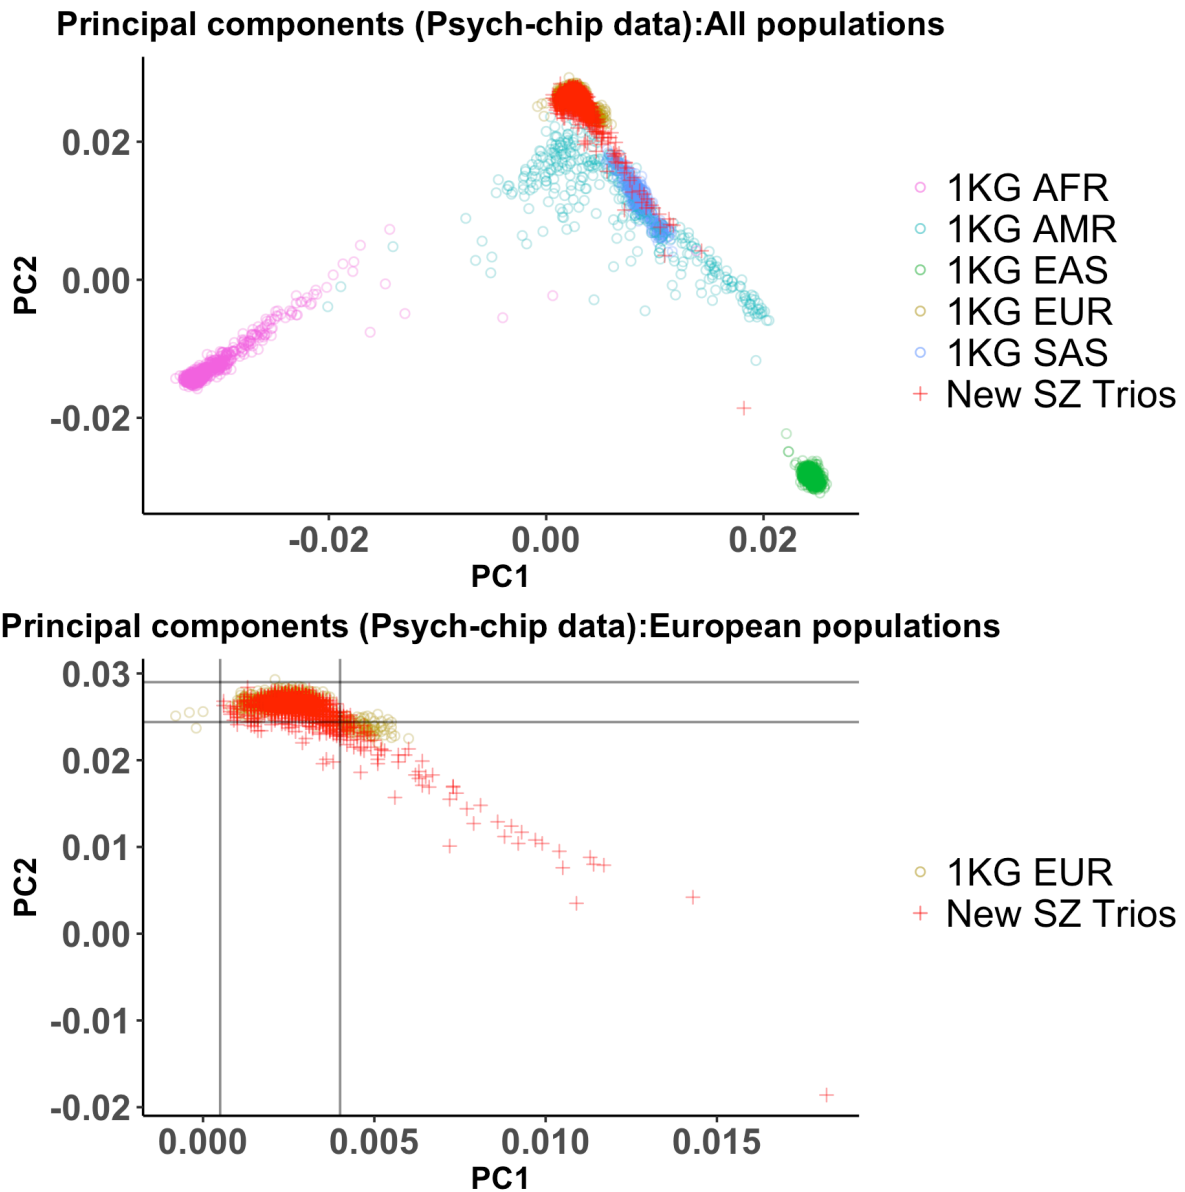 Principal components (Psych-chip data):All populations
PC2
0.02
0.00
-0.02
-0.02
0.00
0.02
PC1
1KG AFR
1KG AMR
1KG EAS
1KG EUR
1KG SAS
New SZ Trios
Principal components (Psych-chip data):European populations
PC2
0.03
0.02
0.01
0.00
-0.01
-0.02
0.000
0.005
0.010
0.015
PC1
1KG EUR
New SZ Trios